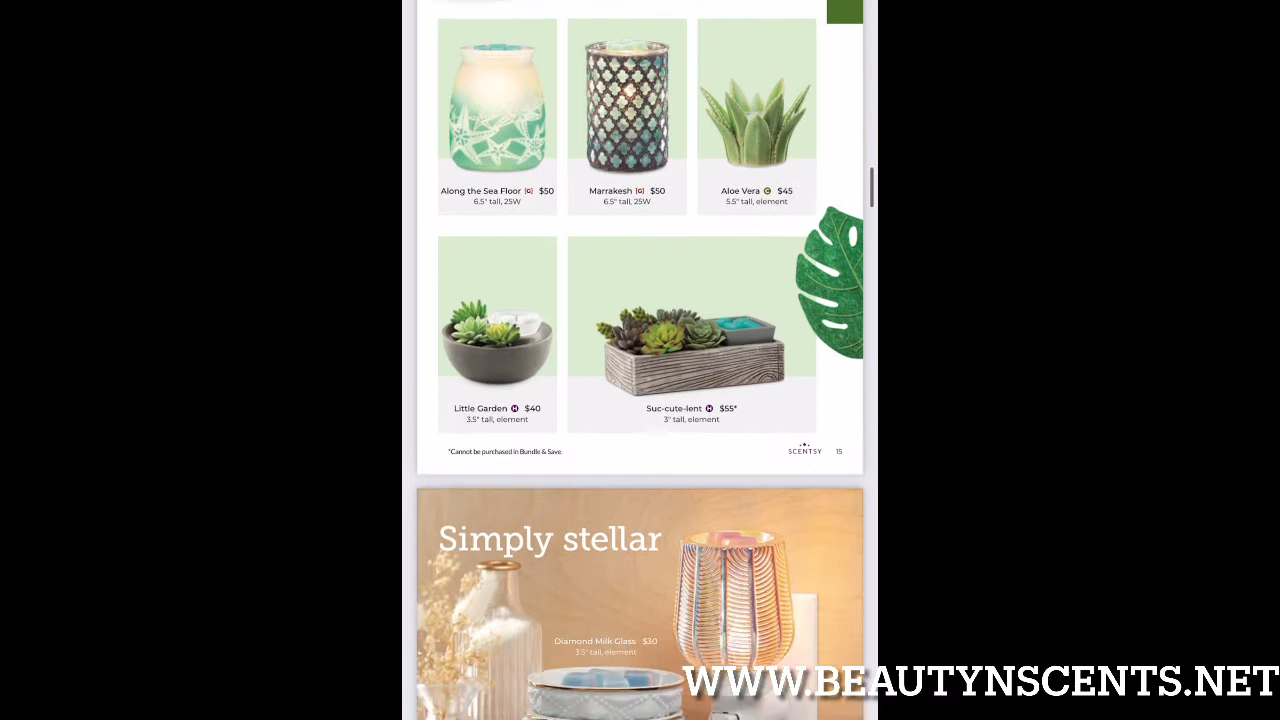 Along the Sea Floor [G] $50
6.5" tall, 25W
Marrakesh [G] $50
6.5" tall, 25W
Aloe Vera C $45
5.5" tall, element
Little Garden H $40
3.5" tall, element
Suc-cute-lent H $55*
3" tall, element
*Cannot be purchased in Bundle & Save.
SCENTSY 15
Simply stellar
Diamond Milk Glass $30
3.5" tall, element
WWW.BEAUTYNSCENTS.NET